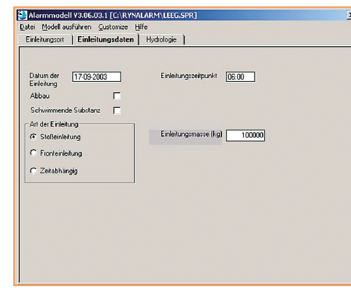 Alarmmodell V3.06.03.1 [C:\RYNALARM\LEEG.SPR]
Datei Modell ausführen Customize Hilfe
Einleitungsort Einleitungsdaten Hydrologie
Datum der Einleitung 17-09-2003 Einleitungszeitpunkt 06:00
Abbau
Schwimmende Substanz
Art der Einleitung
Stoßeinleitung Einleitungsmasse (kg) 100000
Fronteinleitung
Zeitabhängig